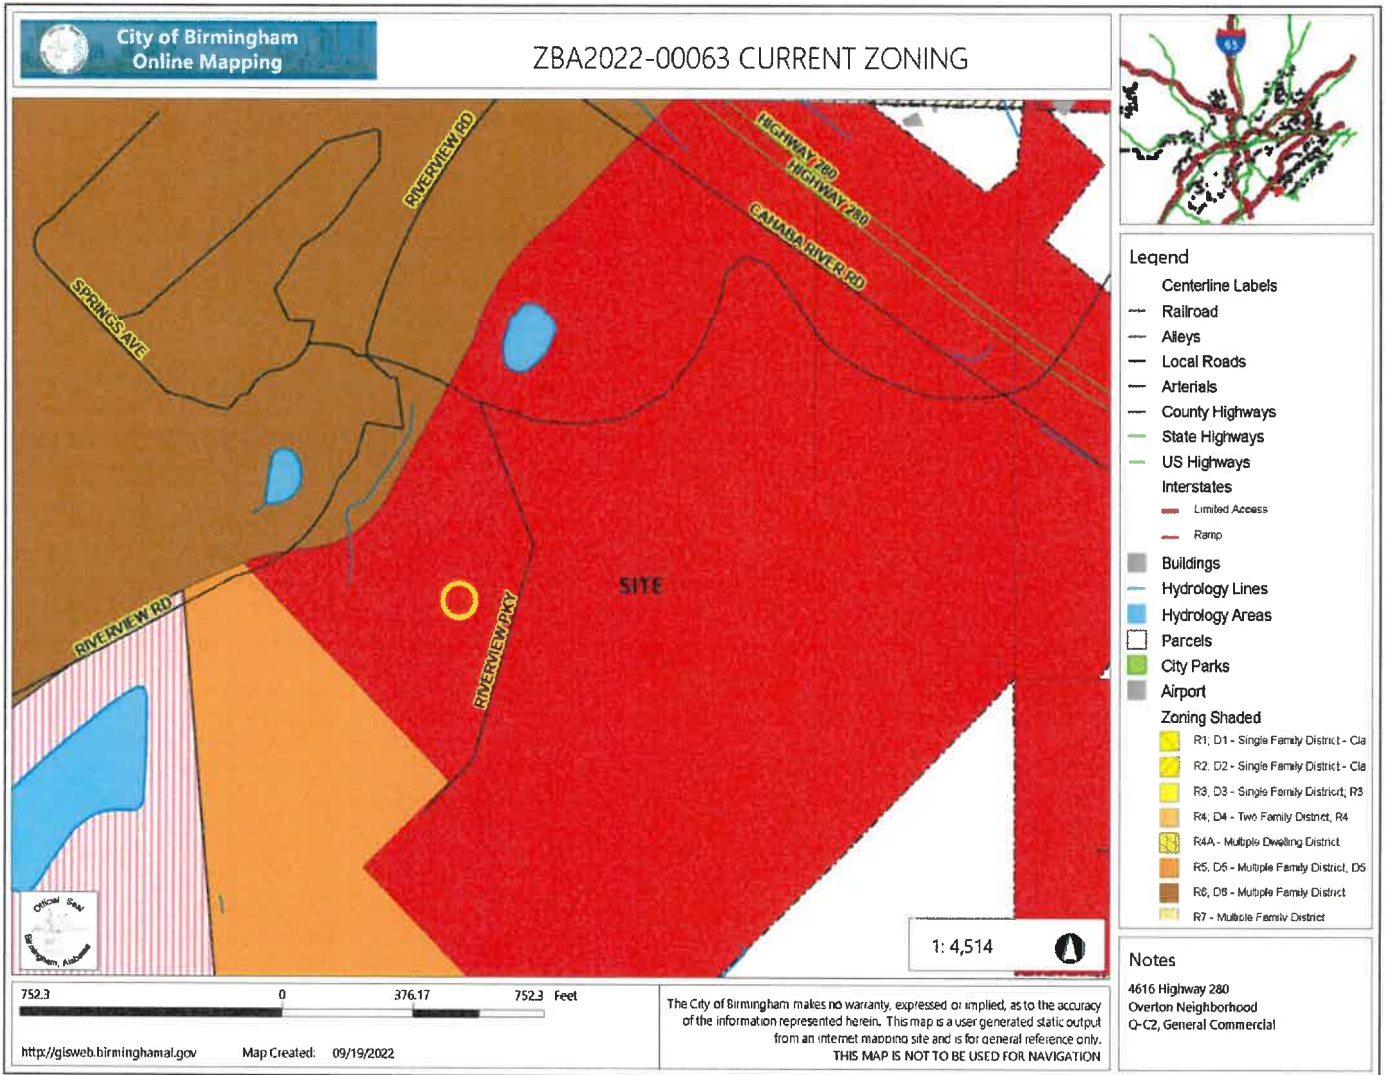 City of Birmingham
Online Mapping
ZBA2022-00063 CURRENT ZONING
65
RIVERVIEW RD
HIGHWAY 280
HIGHWAY 280
CAHABA RIVER RD
SPRINGS AVE
SITE
RIVERVIEW RD
RIVERVIEW PKY
Official Seal
Birmingham, Alabama
1: 4,514
Legend
Centerline Labels
Railroad
Alleys
Local Roads
Arterials
County Highways
State Highways
US Highways
Interstates
Limited Access
Ramp
Buildings
Hydrology Lines
Hydrology Areas
Parcels
City Parks
Airport
Zoning Shaded
R1; D1 - Single Family District - Cla
R2; D2 - Single Family District - Cla
R3, D3 - Single Family District; R3
R4; D4 - Two Family District, R4
R4A - Multiple Dwelling District
R5, D5 - Multiple Family District, D5
R6, D6 - Multiple Family District
R7 - Multiple Family District
Notes
4616 Highway 280
Overton Neighborhood
Q-C2, General Commercial
752.3 0 376.17 752.3 Feet
http://gisweb.birminghamal.gov Map Created: 09/19/2022
The City of Birmingham makes no warranty, expressed or implied, as to the accuracy
of the information represented herein. This map is a user generated static output
from an internet mapping site and is for general reference only.
THIS MAP IS NOT TO BE USED FOR NAVIGATION